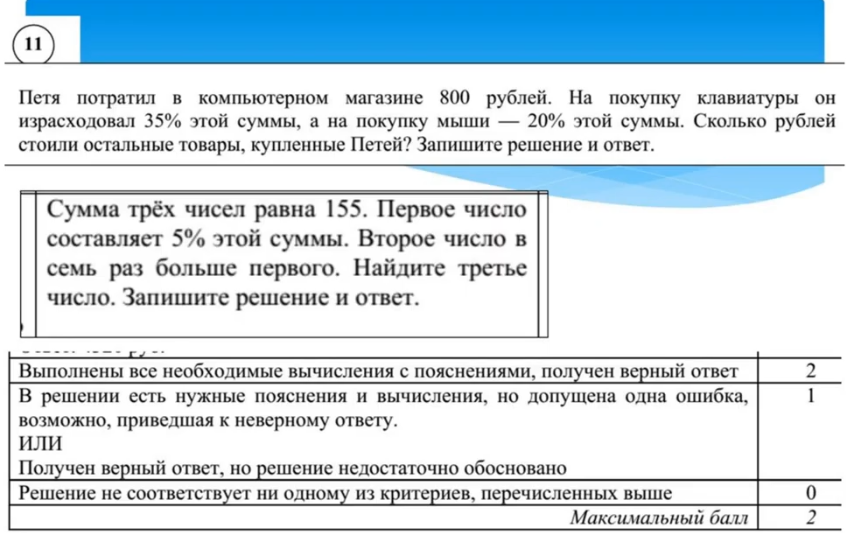 11
Петя потратил в компьютерном магазине 800 рублей. На покупку клавиатуры он
израсходовал 35% этой суммы, а на покупку мыши — 20% этой суммы. Сколько рублей
стоили остальные товары, купленные Петей? Запишите решение и ответ.
Сумма трёх чисел равна 155. Первое число
составляет 5% этой суммы. Второе число в
семь раз больше первого. Найдите третье
число. Запишите решение и ответ.
Выполнены все необходимые вычисления с пояснениями, получен верный ответ 2
В решении есть нужные пояснения и вычисления, но допущена одна ошибка, 1
возможно, приведшая к неверному ответу.
ИЛИ
Получен верный ответ, но решение недостаточно обосновано
Решение не соответствует ни одному из критериев, перечисленных выше 0
Максимальный балл 2